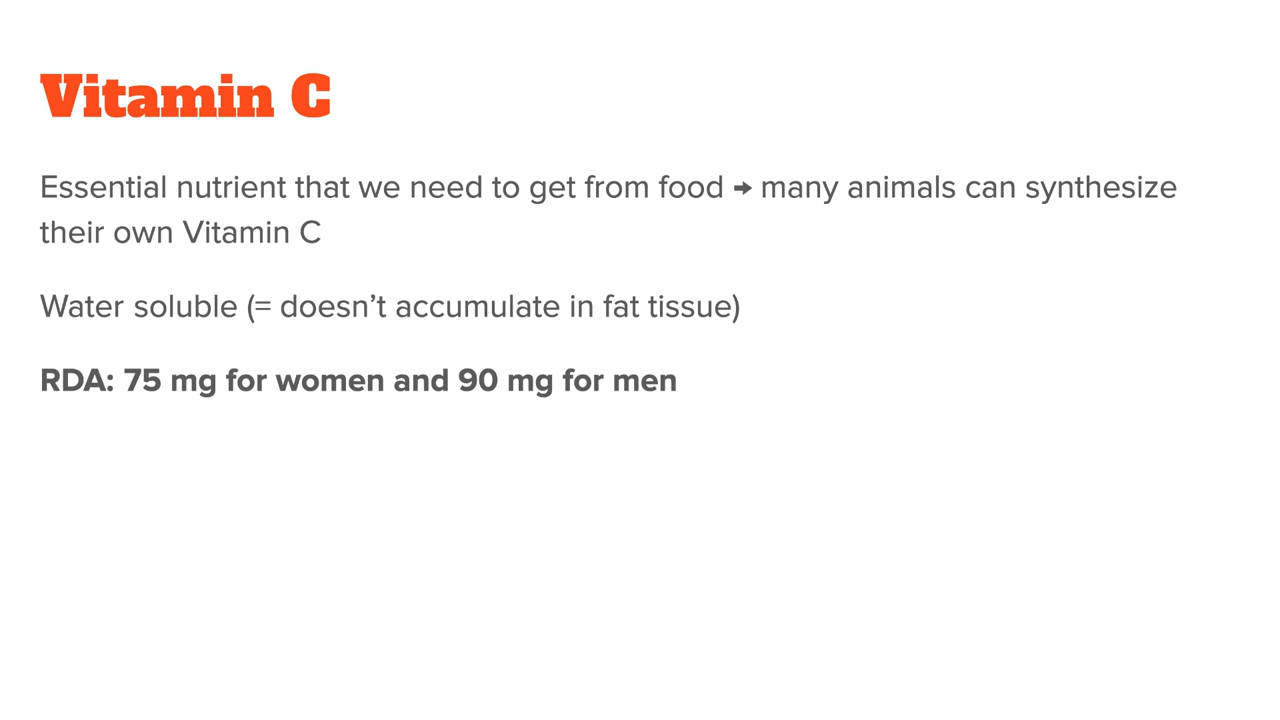 Vitamin C
Essential nutrient that we need to get from food → many animals can synthesize
their own Vitamin C
Water soluble (= doesn’t accumulate in fat tissue)
RDA: 75 mg for women and 90 mg for men